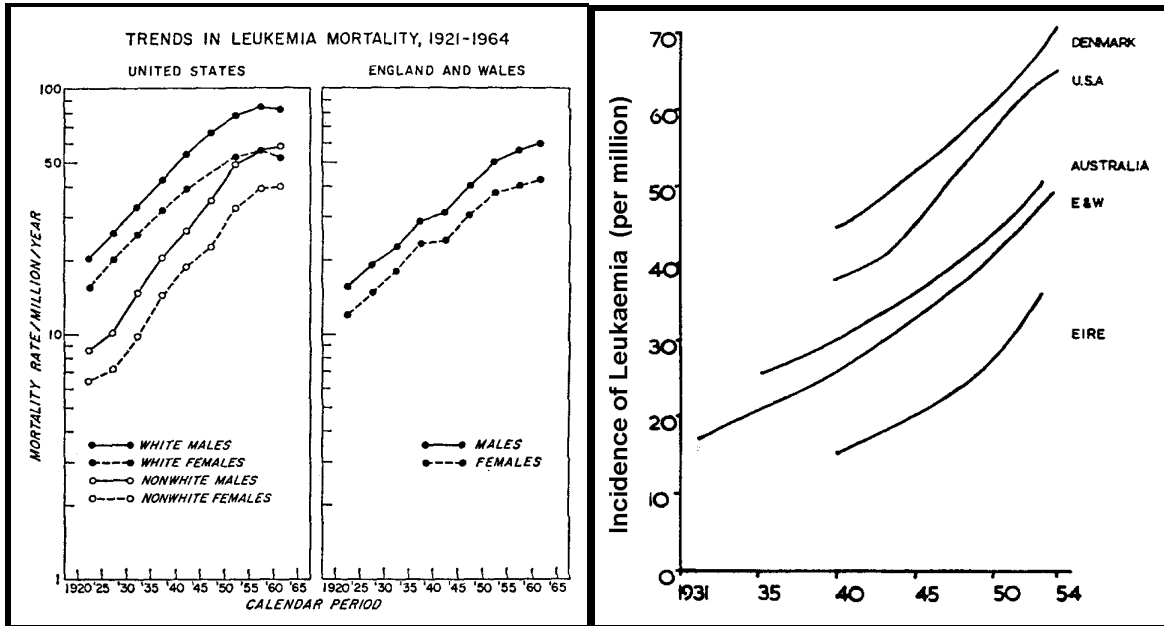 TRENDS IN LEUKEMIA MORTALITY, 1921-1964
UNITED STATES
ENGLAND AND WALES
MORTALITY RATE/MILLION/YEAR
100
50
10
1
WHITE MALES
WHITE FEMALES
NONWHITE MALES
NONWHITE FEMALES
MALES
FEMALES
1920 '25 '30 '35 '40 '45 '50 '55 '60 '65
1920 '25 '30 '35 '40 '45 '50 '55 '60 '65
CALENDAR PERIOD
Incidence of Leukaemia (per million)
70
60
50
40
30
20
10
0
DENMARK
U.S.A
AUSTRALIA
E&W
EIRE
1931 35 40 45 50 54